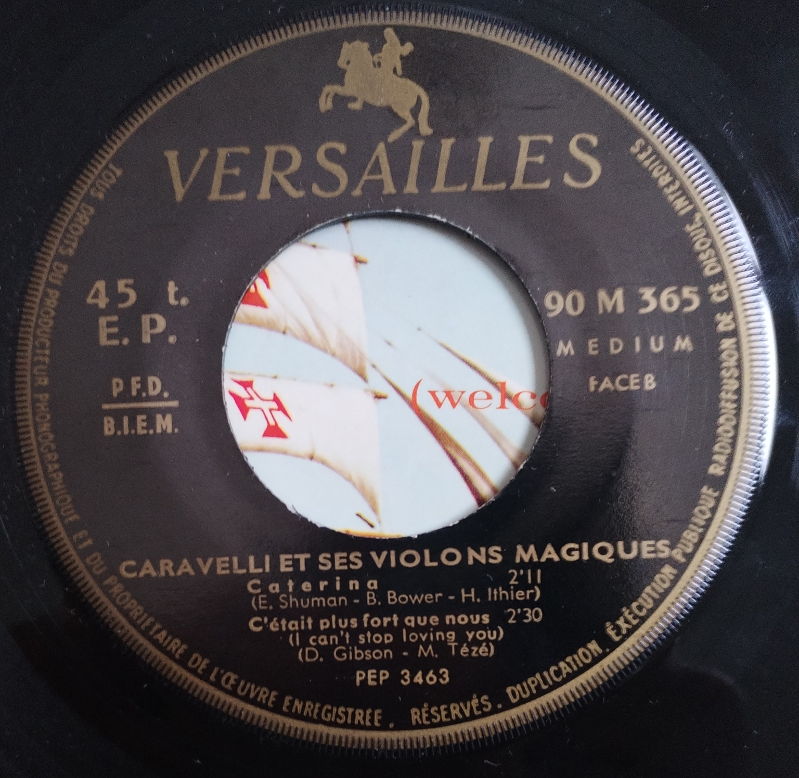 VERSAILLES
45 t.
E. P.
P.F.D.
B.I.E.M.
90 M 365
MEDIUM
FACE B
(welc
CARAVELLI ET SES VIOLONS MAGIQUES
Caterina 2'11
(E. Shuman - B. Bower - H. Ithier)
C'était plus fort que nous 2'30
(I can't stop loving you)
(D. Gibson - M. Tézé)
PEP 3463
TOUS DROITS DU PRODUCTEUR PHONOGRAPHIQUE ET DU PROPRIÉTAIRE DE L'ŒUVRE ENREGISTRÉE. RÉSERVÉS. DUPLICATION. EXÉCUTION PUBLIQUE RADIODIFFUSION DE CE DISQUE, INTERDITES